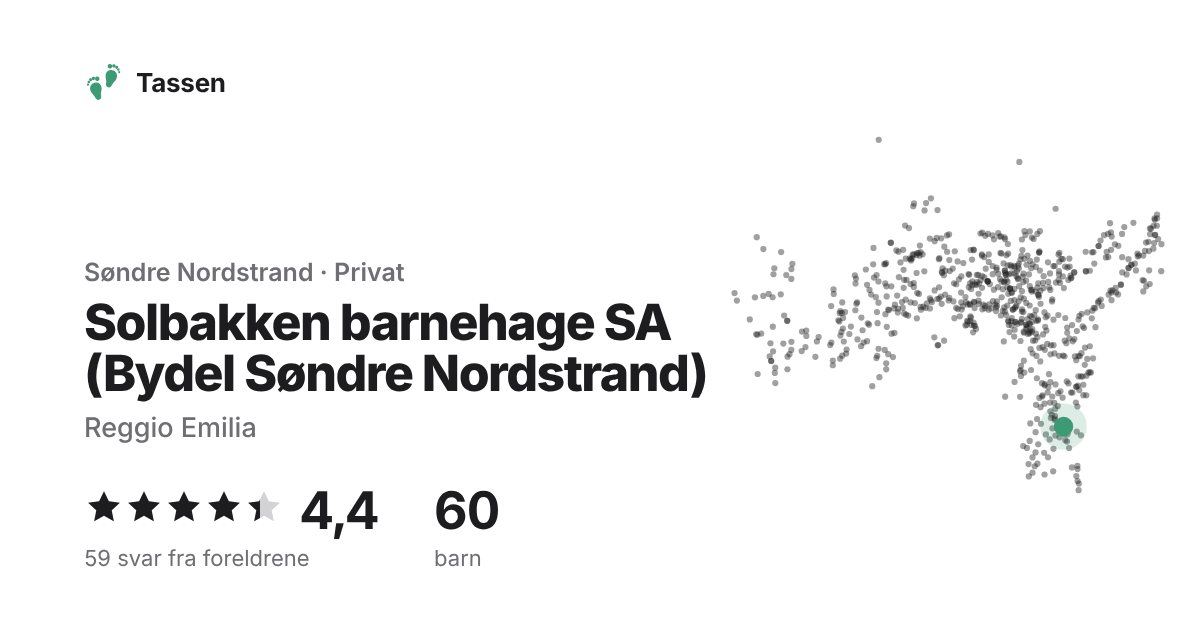 Tassen
Søndre Nordstrand · Privat
Solbakken barnehage SA
(Bydel Søndre Nordstrand)
Reggio Emilia
4,4
60
59 svar fra foreldrene
barn